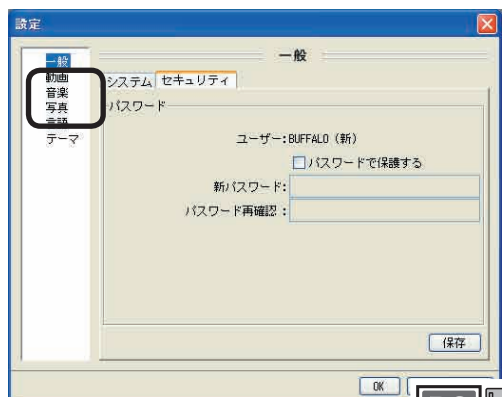 設定
一般
動画
音楽
写真
言語
テーマ
一般
システム
セキュリティ
パスワード
ユーザー:BUFFALO (新)
パスワードで保護する
新パスワード:
パスワード再確認 :
保存
OK